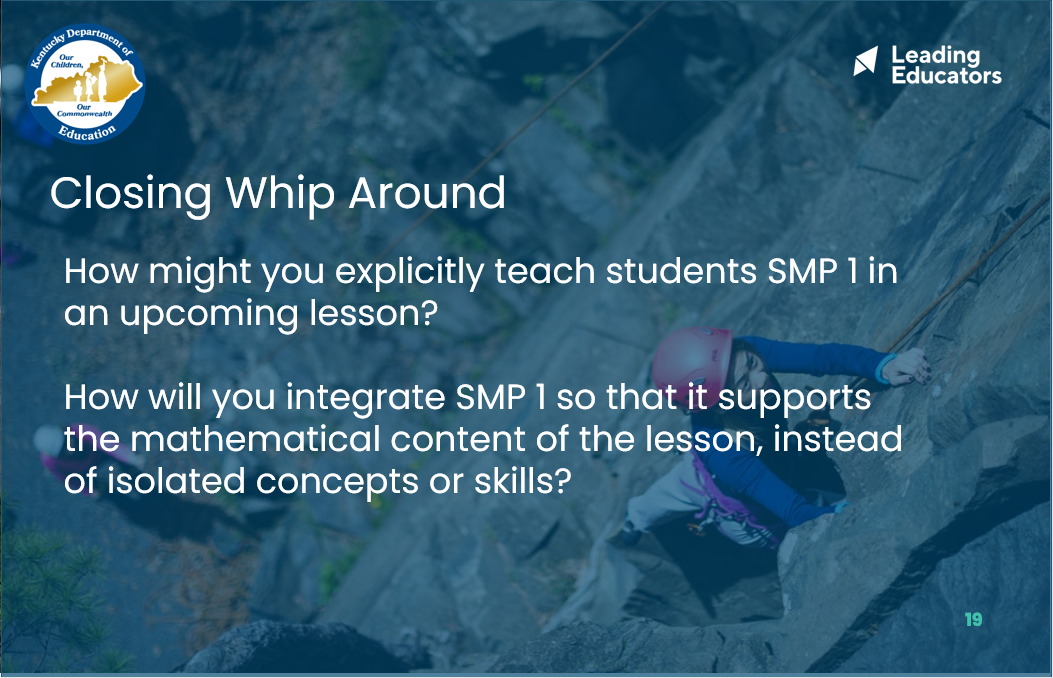 Kentucky Department of
Our
Children,
Our
Commonwealth
Education
Leading
Educators
Closing Whip Around
How might you explicitly teach students SMP 1 in
an upcoming lesson?
How will you integrate SMP 1 so that it supports
the mathematical content of the lesson, instead
of isolated concepts or skills?
19